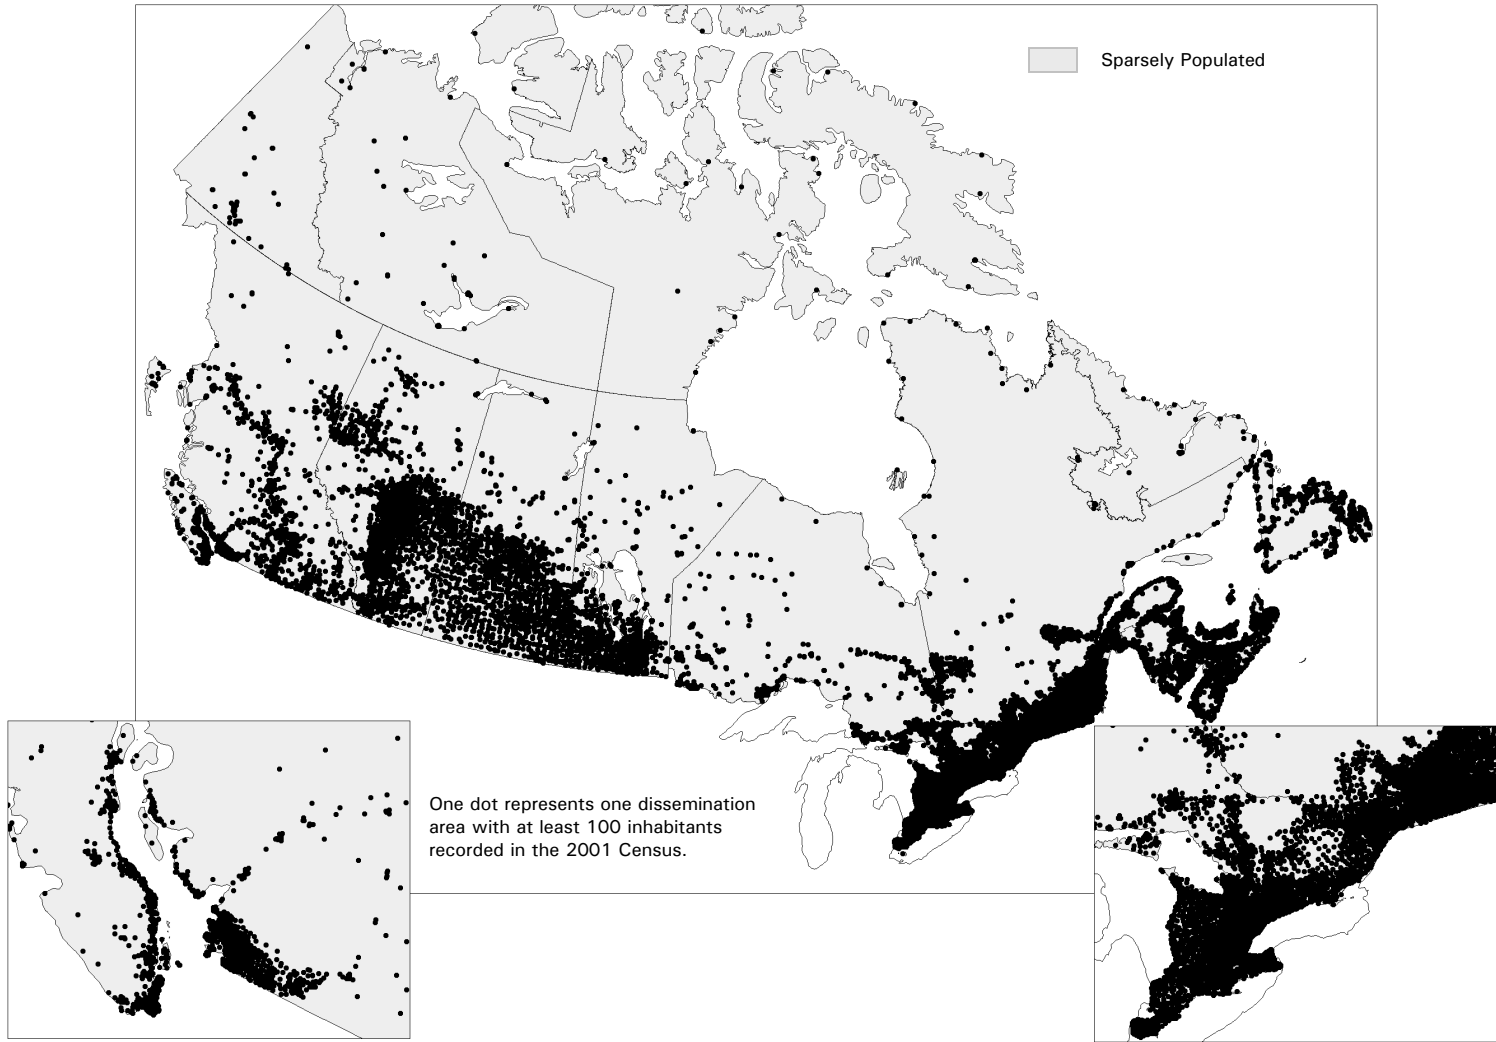 Sparsely Populated
One dot represents one dissemination
area with at least 100 inhabitants
recorded in the 2001 Census.